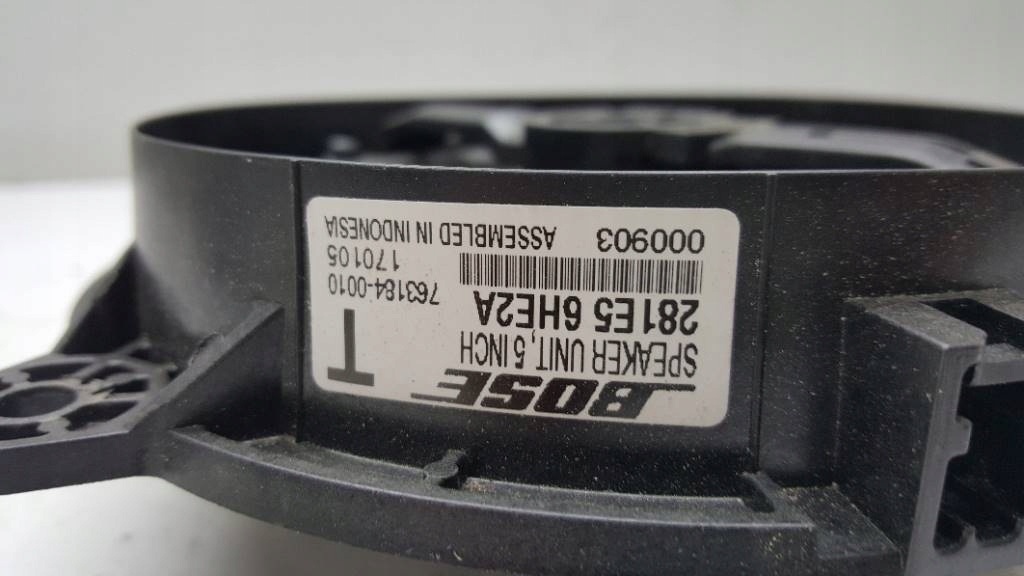 BOSE
SPEAKER UNIT, 5 INCH T
281E5 6HE2A 763184-0010
170105
000903 ASSEMBLED IN INDONESIA